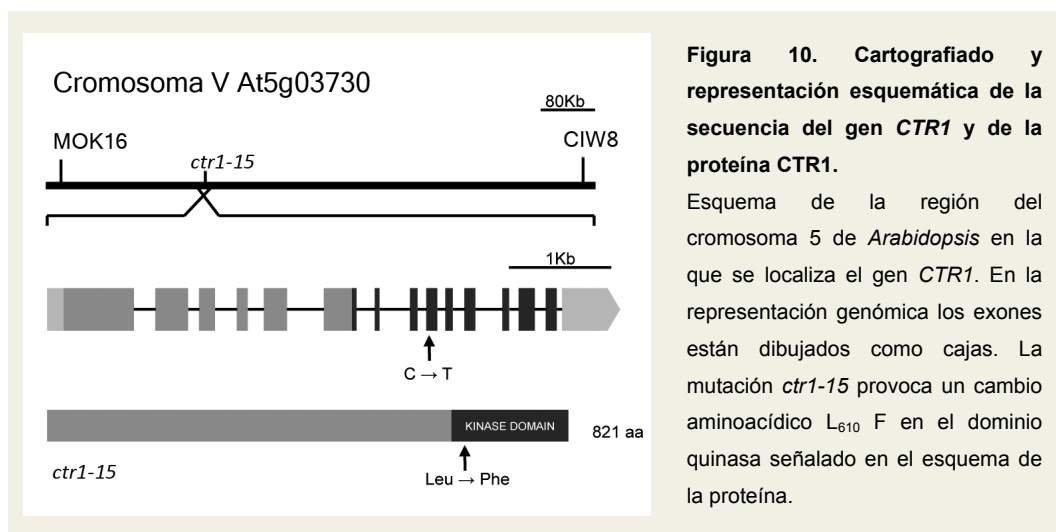 Cromosoma V At5g03730
80Kb
MOK16
CIW8
ctr1-15
1Kb
C → T
KINASE DOMAIN
821 aa
ctr1-15
Leu → Phe
Figura 10. Cartografiado y
representación esquemática de la
secuencia del gen CTR1 y de la
proteína CTR1.
Esquema de la región del
cromosoma 5 de Arabidopsis en la
que se localiza el gen CTR1. En la
representación genómica los exones
están dibujados como cajas. La
mutación ctr1-15 provoca un cambio
aminoacídico L₆₁₀ F en el dominio
quinasa señalado en el esquema de
la proteína.